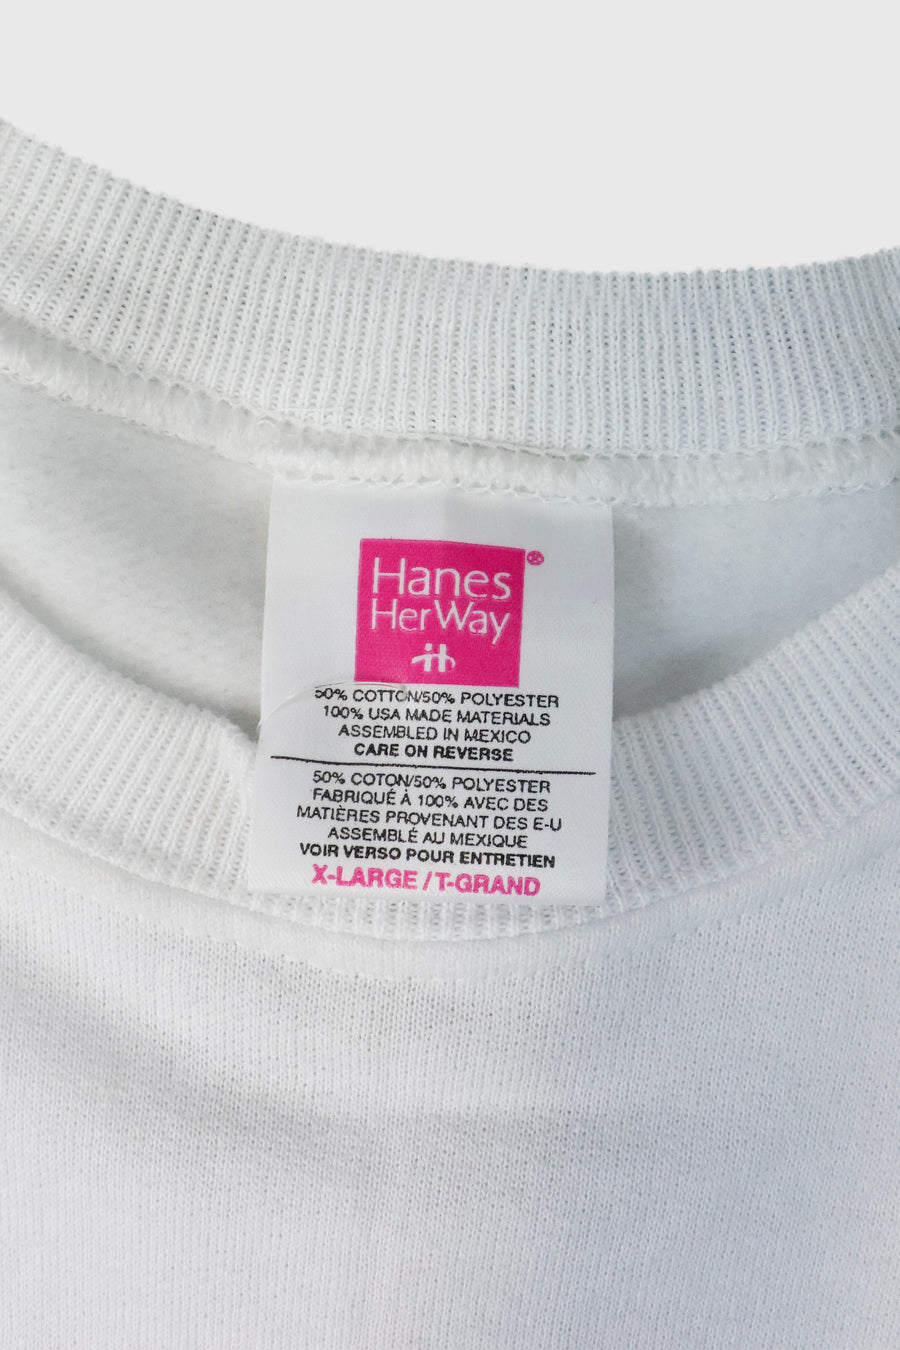 Hanes
HerWay
®
50% COTTON/50% POLYESTER
100% USA MADE MATERIALS
ASSEMBLED IN MEXICO
CARE ON REVERSE
50% COTON/50% POLYESTER
FABRIQUÉ À 100% AVEC DES
MATIÈRES PROVENANT DES E-U
ASSEMBLÉ AU MEXIQUE
VOIR VERSO POUR ENTRETIEN
X-LARGE / T-GRAND